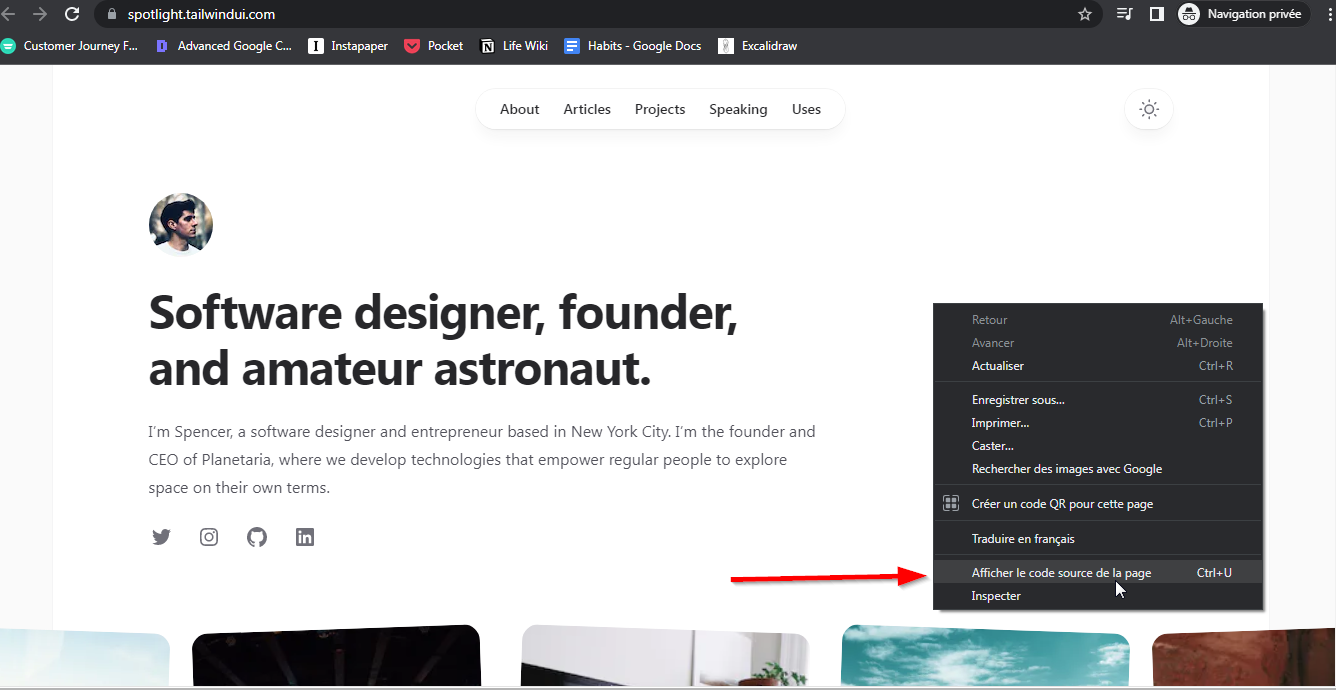 spotlight.tailwindui.com
Navigation privée
Customer Journey F...
Advanced Google C...
Instapaper
Pocket
Life Wiki
Habits - Google Docs
Excalidraw
About
Articles
Projects
Speaking
Uses
Software designer, founder,
and amateur astronaut.
I'm Spencer, a software designer and entrepreneur based in New York City. I'm the founder and
CEO of Planetaria, where we develop technologies that empower regular people to explore
space on their own terms.
Retour Alt+Gauche
Avancer Alt+Droite
Actualiser Ctrl+R
Enregistrer sous... Ctrl+S
Imprimer... Ctrl+P
Caster...
Rechercher des images avec Google
Créer un code QR pour cette page
Traduire en français
Afficher le code source de la page Ctrl+U
Inspecter